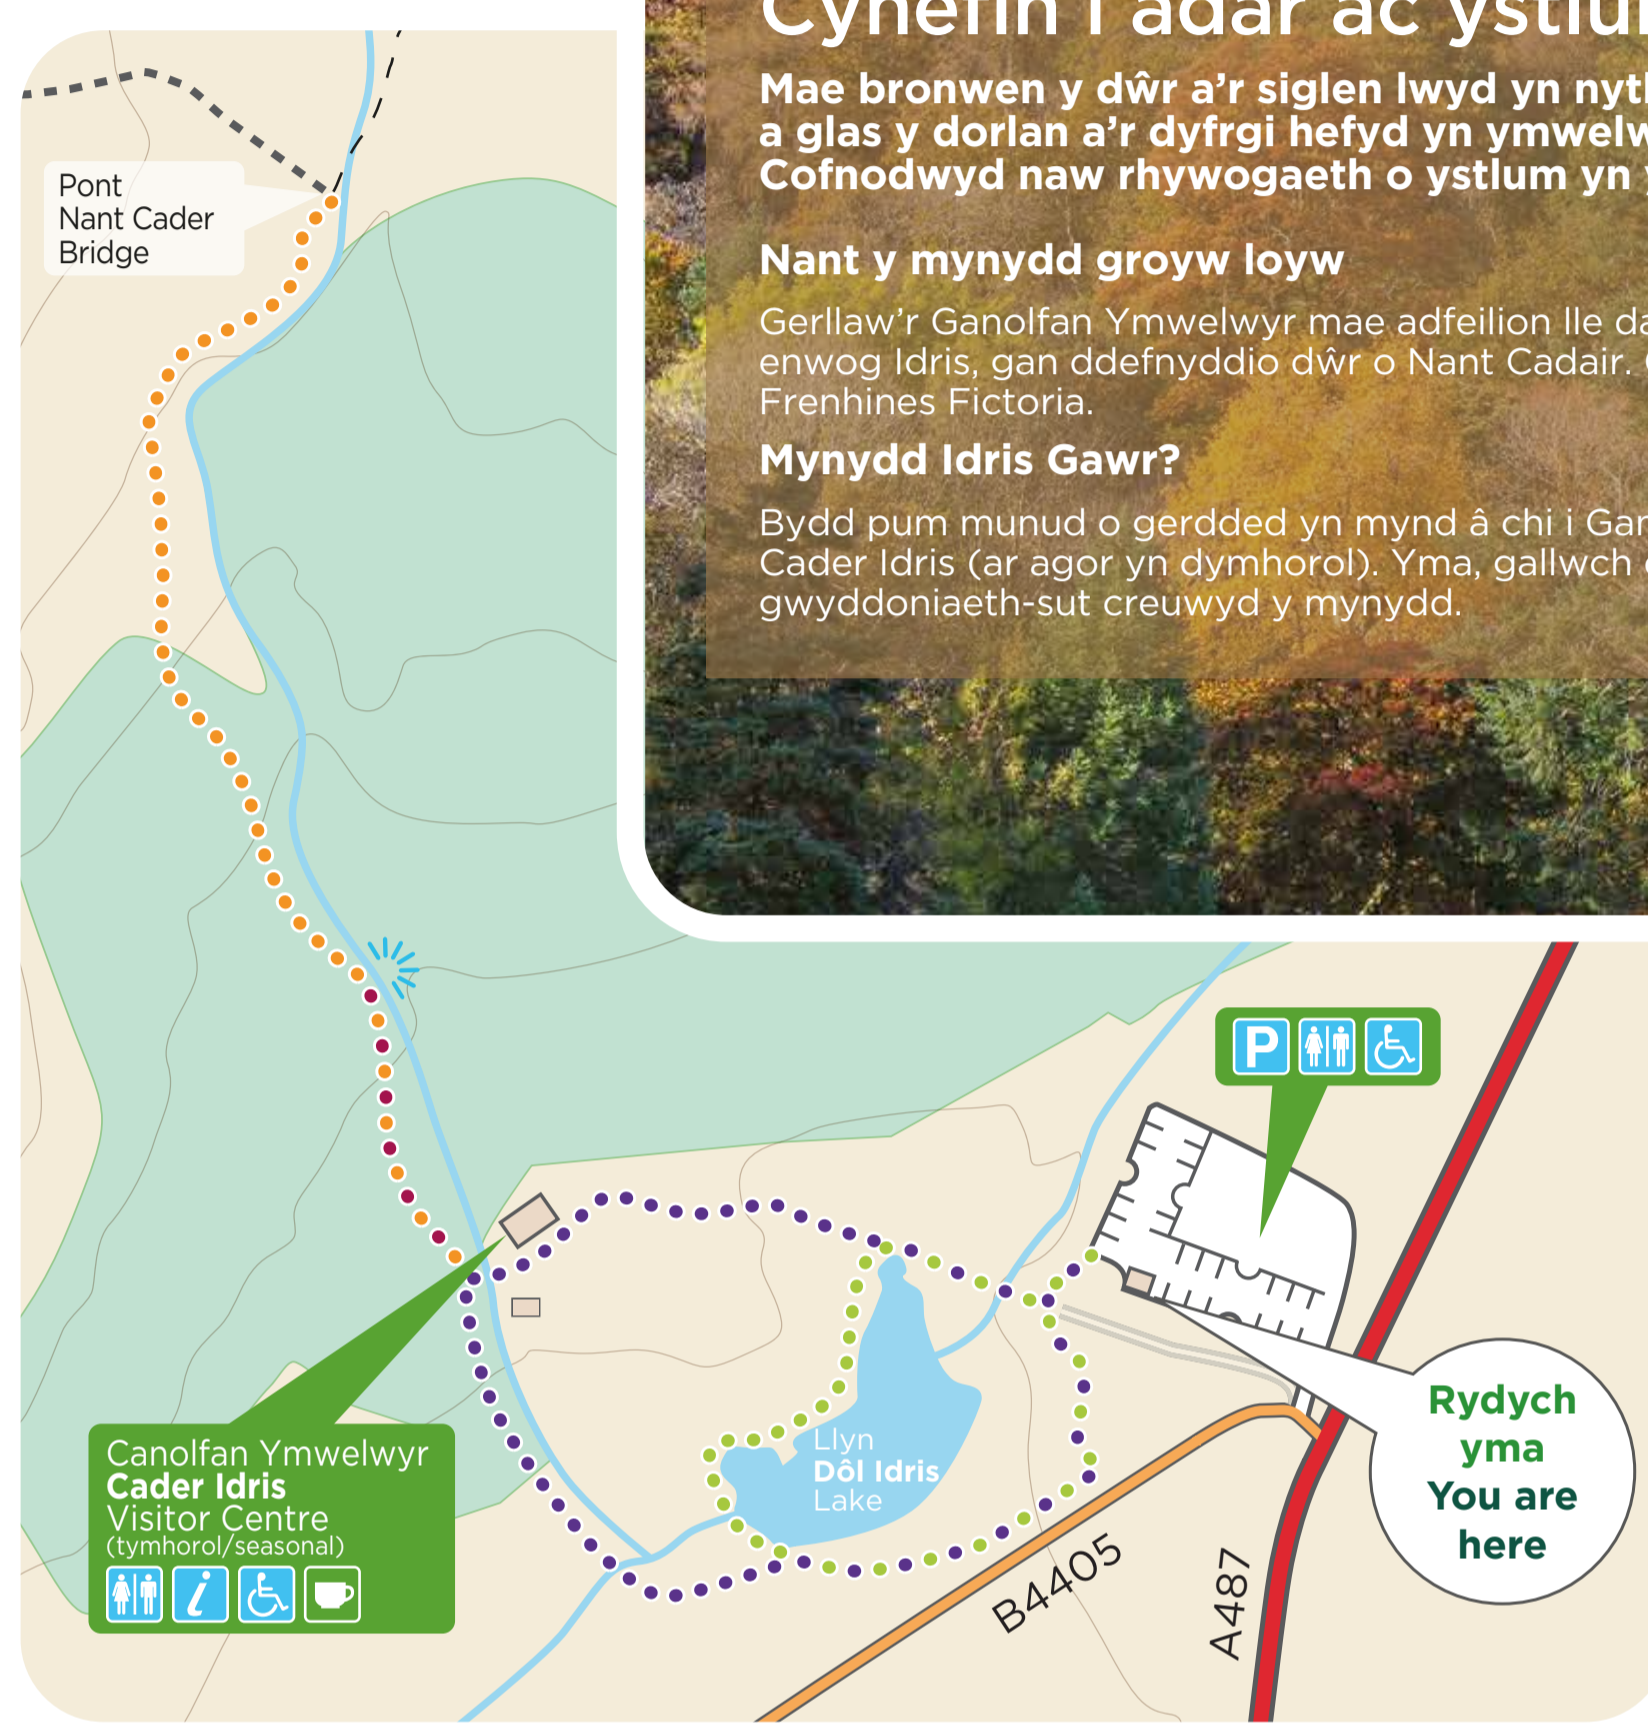 Cynefin i adar ac
Mae bronwen y dŵr a'r siglen lwyd yn
a glas y dorlan a'r dyfrgi hefyd yn
Cofnodwyd naw rhywogaeth o ystlum yn
Nant y mynydd groyw loyw
Gerllaw'r Ganolfan Ymwelwyr mae adfeilion lle
enwog Idris, gan ddefnyddio dŵr o Nant Cadair.
Frenhines Fictoria.
Mynydd Idris Gawr?
Bydd pum munud o gerdded yn mynd â chi i
Cader Idris (ar agor yn dymhorol). Yma, gallwch
gwyddoniaeth-sut creuwyd y mynydd.
Pont
Nant Cader
Bridge
P
Canolfan Ymwelwyr
Cader Idris
Visitor Centre
(tymhorol/seasonal)
i
Llyn
Dôl Idris
Lake
B4405
A487
Rydych
yma
You are
here